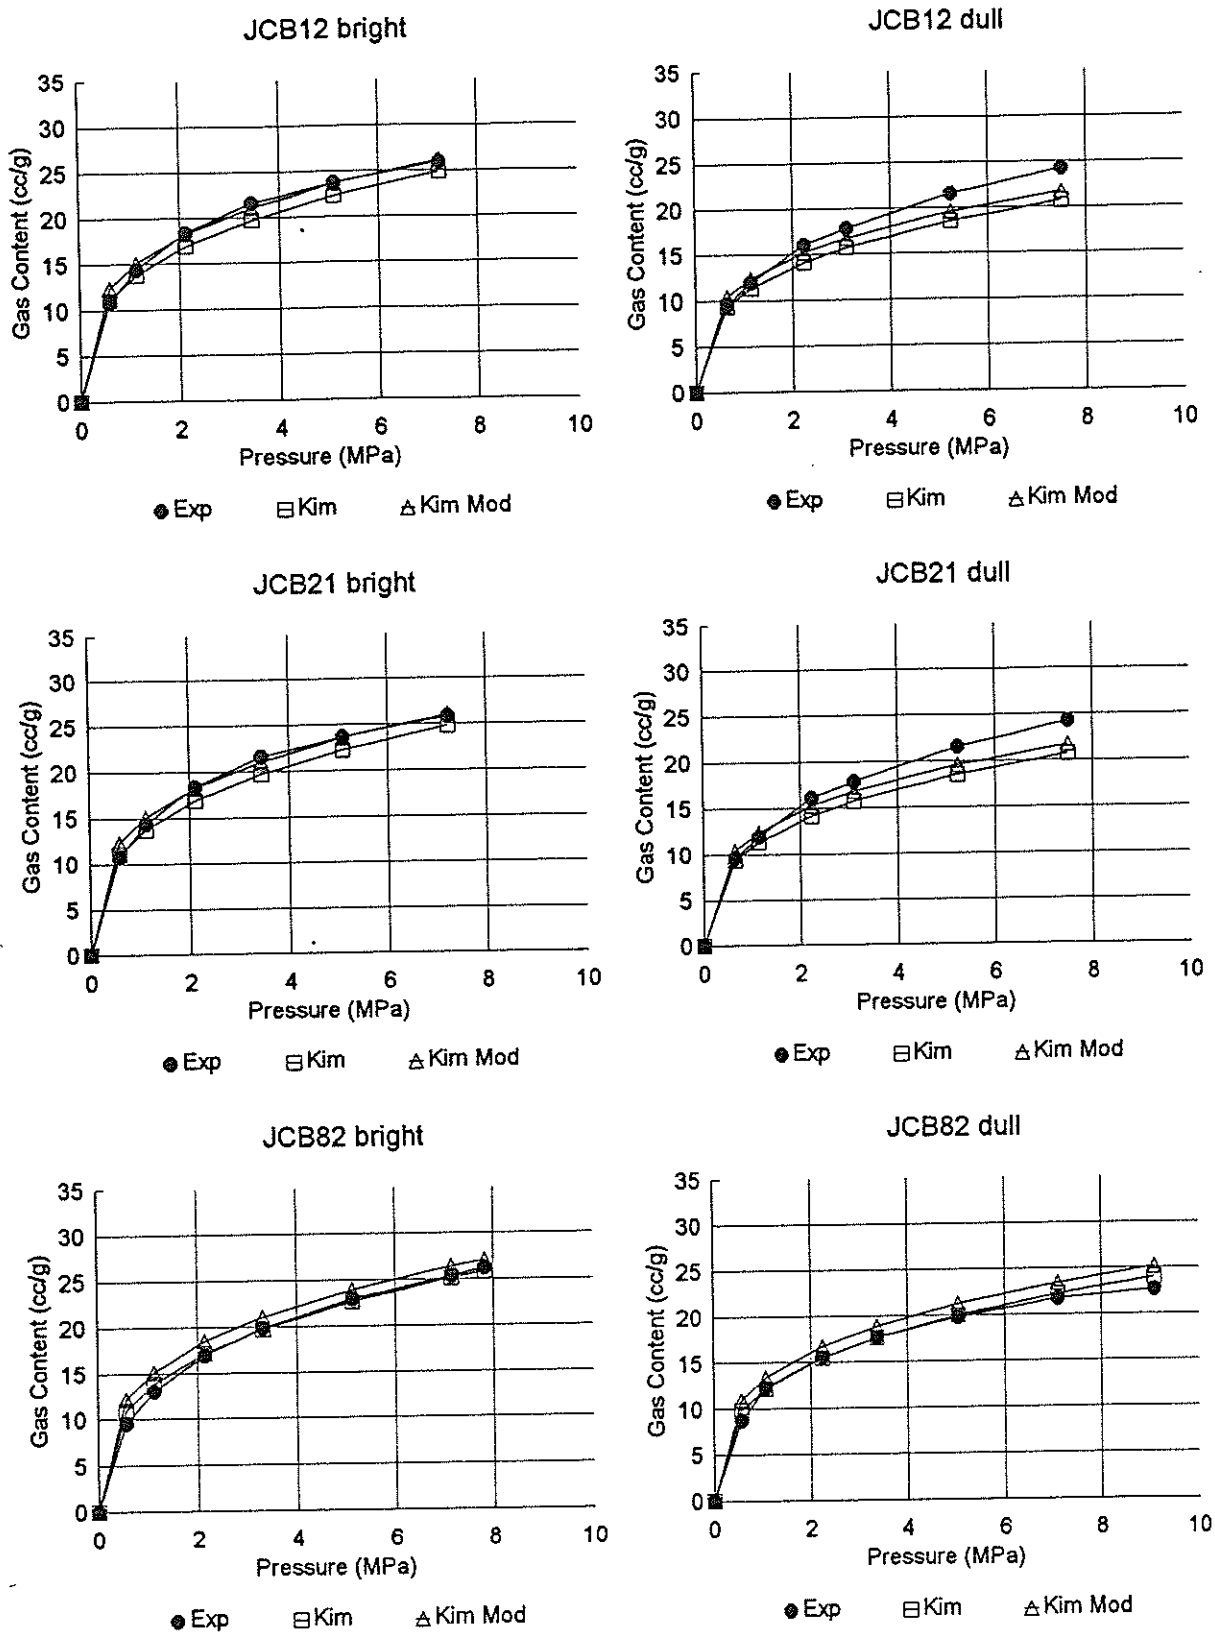 JCB12 bright
35
30
25
20
15
10
5
0
Gas Content (cc/g)
0 2 4 6 8 10
Pressure (MPa)
Exp Kim Kim Mod
JCB12 dull
35
30
25
20
15
10
5
0
Gas Content (cc/g)
0 2 4 6 8 10
Pressure (MPa)
Exp Kim Kim Mod
JCB21 bright
35
30
25
20
15
10
5
0
Gas Content (cc/g)
0 2 4 6 8 10
Pressure (MPa)
Exp Kim Kim Mod
JCB21 dull
35
30
25
20
15
10
5
0
Gas Content (cc/g)
0 2 4 6 8 10
Pressure (MPa)
Exp Kim Kim Mod
JCB82 bright
35
30
25
20
15
10
5
0
Gas Content (cc/g)
0 2 4 6 8 10
Pressure (MPa)
Exp Kim Kim Mod
JCB82 dull
35
30
25
20
15
10
5
0
Gas Content (cc/g)
0 2 4 6 8 10
Pressure (MPa)
Exp Kim Kim Mod